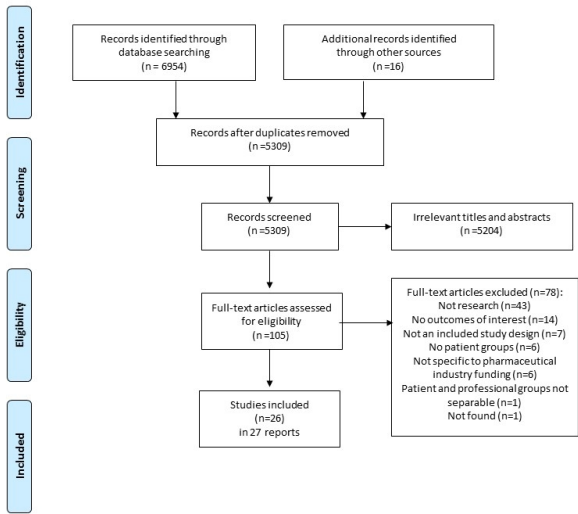 Identification
Records identified through
database searching
(n = 6954)
Additional records identified
through other sources
(n =16)
Records after duplicates removed
(n =5309)
Screening
Records screened
(n =5309)
Irrelevant titles and abstracts
(n =5204)
Eligibility
Full-text articles assessed
for eligibility
(n =105)
Full-text articles excluded (n=78):
Not research (n=43)
No outcomes of interest (n=14)
Not an included study design (n=7)
No patient groups (n=6)
Not specific to pharmaceutical
industry funding (n=6)
Patient and professional groups not
separable (n=1)
Not found (n=1)
Included
Studies included
(n=26)
in 27 reports